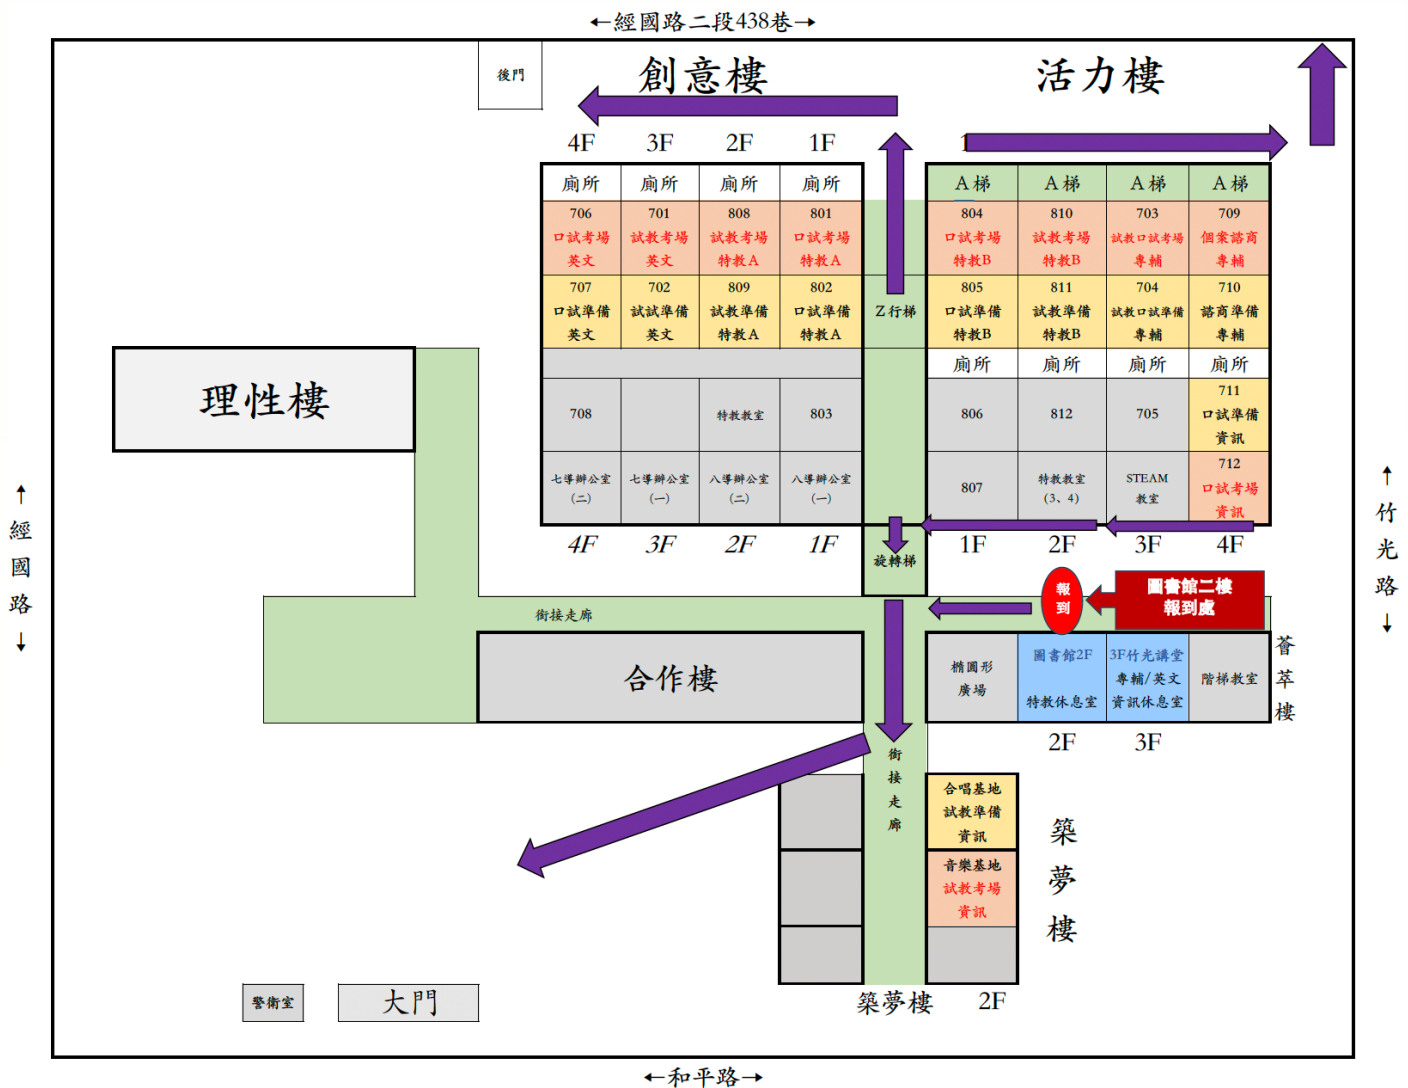 ←經國路二段438巷→
後門
創意樓
活力樓
4F
3F
2F
1F
1
廁所
廁所
廁所
廁所
A梯
A梯
A梯
A梯
706
口試考場
英文
701
試教考場
英文
808
試教考場
特教A
801
口試考場
特教A
804
口試考場
特教B
810
試教考場
特教B
703
試教口試考場
專輔
709
個案諮商
專輔
707
口試準備
英文
702
試試準備
英文
809
試教準備
特教A
802
口試準備
特教A
Z行梯
805
口試準備
特教B
811
試教準備
特教B
704
試教口試準備
專輔
710
諮商準備
專輔
廁所
廁所
廁所
廁所
理性樓
708
特教教室
803
806
812
705
711
口試準備
資訊
七導辦公室
(二)
七導辦公室
(一)
八導辦公室
(二)
八導辦公室
(一)
807
特教教室
(3、4)
STEAM
教室
712
口試考場
資訊
4F
3F
2F
1F
旋轉梯
1F
2F
3F
4F
←經國路→
←竹光路→
報到
圖書館二樓
報到處
銜接走廊
合作樓
橢圓形
廣場
圖書館2F
特教休息室
3F竹光講堂
專輔/英文
資訊休息室
階梯教室
薈萃樓
2F
3F
銜接走廊
合唱基地
試教準備
資訊
音樂基地
試教考場
資訊
築夢樓
警衛室
大門
築夢樓
2F
←和平路→